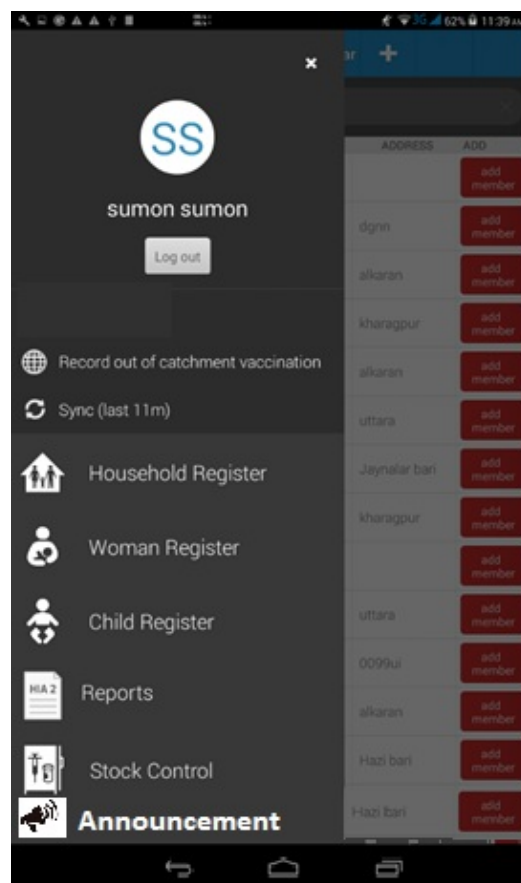 3G 62% 11:39 AM
ar +
×
SS
sumon sumon
Log out
Record out of catchment vaccination
Sync (last 11m)
Household Register
Woman Register
Child Register
HIA 2
Reports
Stock Control
Announcement
ADDRESS ADD
add member
dgnn add member
alkaran add member
kharagpur add member
alkaran add member
uttara add member
Jaynalar bari add member
kharagpur add member
add member
uttara add member
0099ui add member
alkaran add member
Hazi bari add member
Hazi bari add member